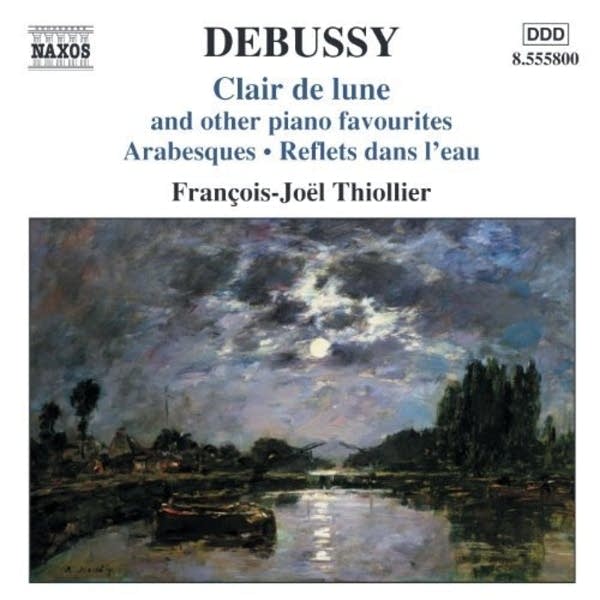 NAXOS
DEBUSSY
DDD
8.555800
Clair de lune
and other piano favourites
Arabesques • Reflets dans l'eau
François-Joël Thiollier